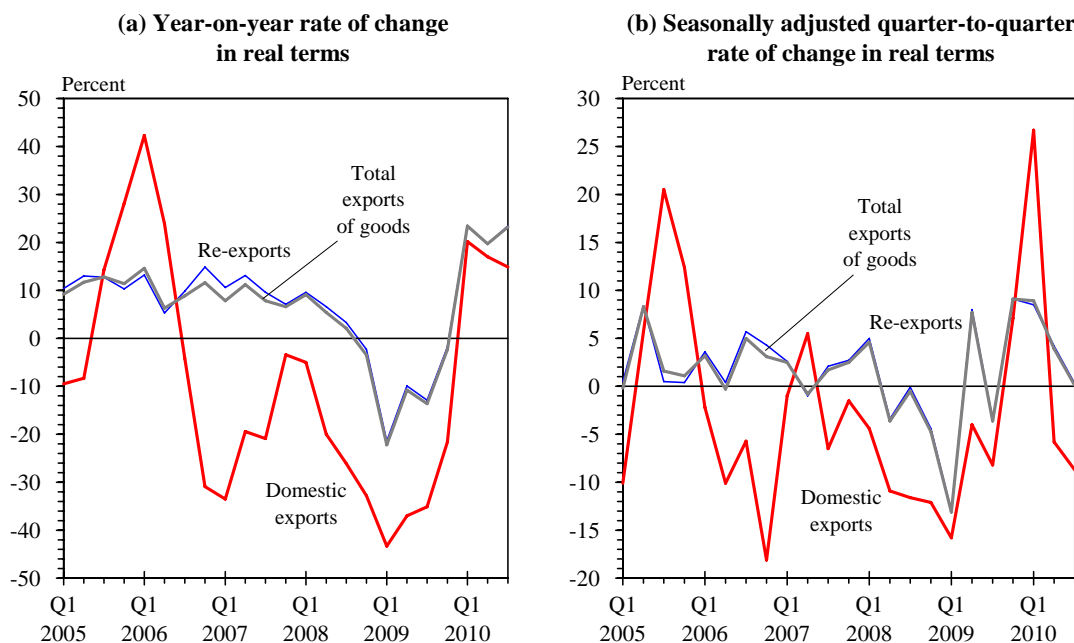 (a) Year-on-year rate of change
in real terms
Percent
50
40
30
20
10
0
-10
-20
-30
-40
-50
Total
exports
of goods
Re-exports
Domestic
exports
Q1 Q1 Q1 Q1 Q1 Q1
2005 2006 2007 2008 2009 2010
(b) Seasonally adjusted quarter-to-quarter
rate of change in real terms
Percent
30
25
20
15
10
5
0
-5
-10
-15
-20
Total
exports
of goods
Re-exports
Domestic
exports
Q1 Q1 Q1 Q1 Q1 Q1
2005 2006 2007 2008 2009 2010